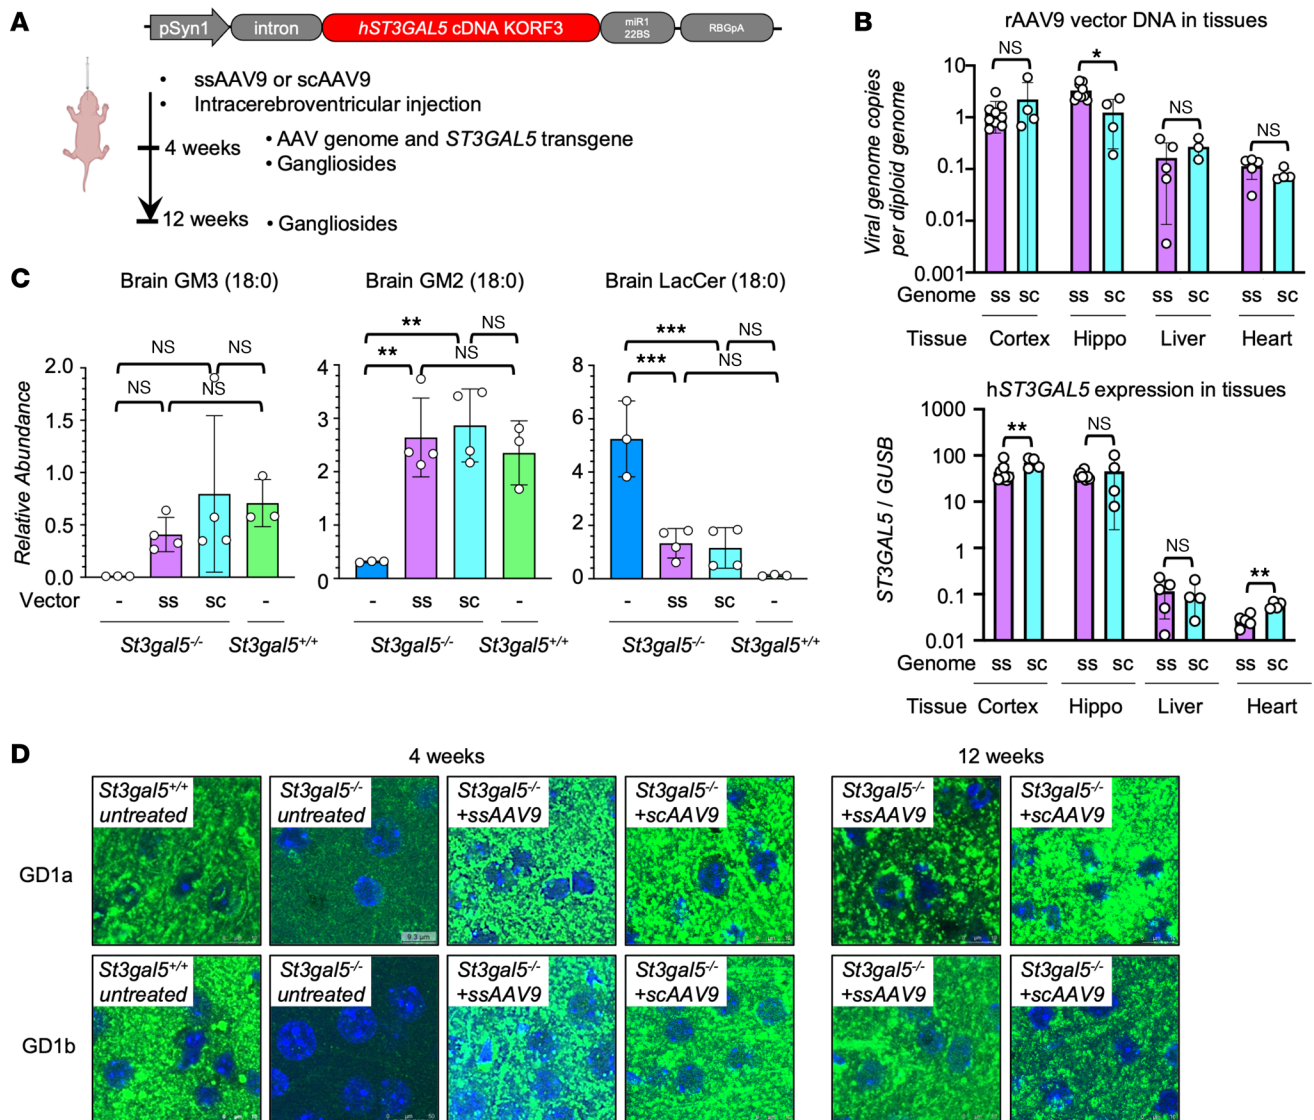 A
pSyn1
intron
hST3GAL5 cDNA KORF3
miR1
22BS
RBGpA
• ssAAV9 or scAAV9
• Intracerebroventricular injection
4 weeks
• AAV genome and ST3GAL5 transgene
• Gangliosides
12 weeks
• Gangliosides
B
rAAV9 vector DNA in tissues
Viral genome copies
per diploid genome
10
1
0.1
0.01
0.001
NS
*
NS
NS
Genome ss sc ss sc ss sc ss sc
Tissue Cortex Hippo Liver Heart
hST3GAL5 expression in tissues
ST3GAL5 / GUSB
1000
100
10
1
0.1
0.01
**
NS
NS
**
Genome ss sc ss sc ss sc ss sc
Tissue Cortex Hippo Liver Heart
C
Brain GM3 (18:0)
Relative Abundance
2.0
1.5
1.0
0.5
0.0
NS
NS
NS
NS
Vector - ss sc -
St3gal5-/- St3gal5+/+
Brain GM2 (18:0)
4
3
2
1
0
**
NS
**
NS
- ss sc -
St3gal5-/- St3gal5+/+
Brain LacCer (18:0)
8
6
4
2
0
***
NS
***
NS
- ss sc -
St3gal5-/- St3gal5+/+
D
4 weeks
12 weeks
GD1a
St3gal5+/+
untreated
St3gal5-/-
untreated
9.3 µm
St3gal5-/-
+ssAAV9
St3gal5-/-
+scAAV9
St3gal5-/-
+ssAAV9
St3gal5-/-
+scAAV9
GD1b
St3gal5+/+
untreated
St3gal5-/-
untreated
St3gal5-/-
+ssAAV9
St3gal5-/-
+scAAV9
St3gal5-/-
+ssAAV9
St3gal5-/-
+scAAV9